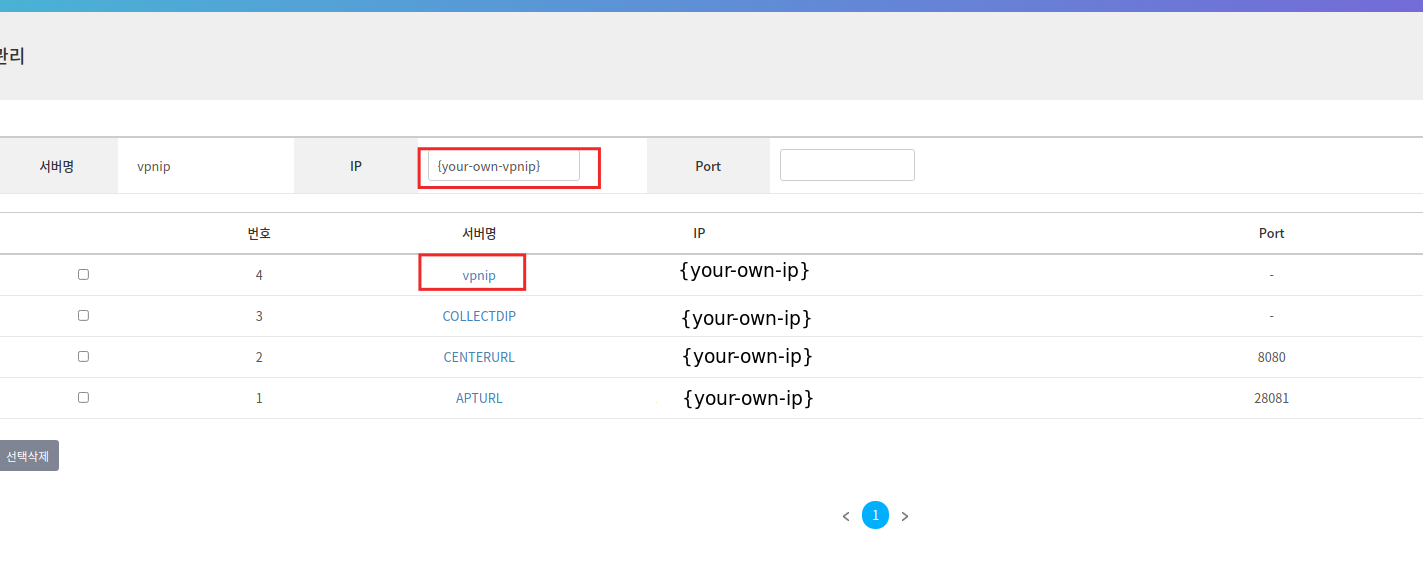 관리
서버명 vpnip IP {your-own-vpnip} Port
번호 서버명 IP Port
4 vpnip {your-own-ip} -
3 COLLECTDIP {your-own-ip} -
2 CENTERURL {your-own-ip} 8080
1 APTURL {your-own-ip} 28081
선택삭제
< 1 >